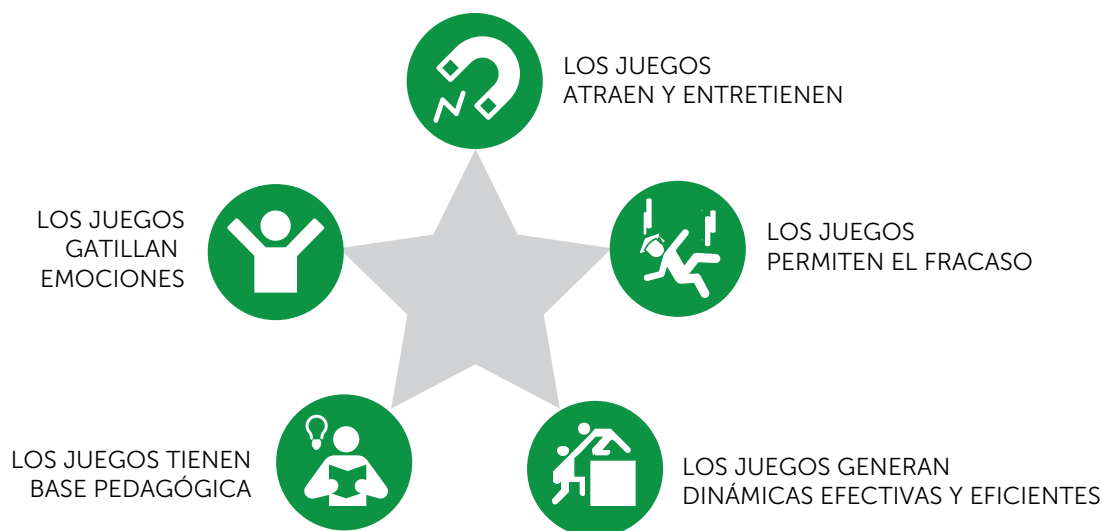 LOS JUEGOS
ATRAEN Y ENTRETIENEN
LOS JUEGOS
GATILLAN
EMOCIONES
LOS JUEGOS
PERMITEN EL FRACASO
LOS JUEGOS TIENEN
BASE PEDAGÓGICA
LOS JUEGOS GENERAN
DINÁMICAS EFECTIVAS Y EFICIENTES